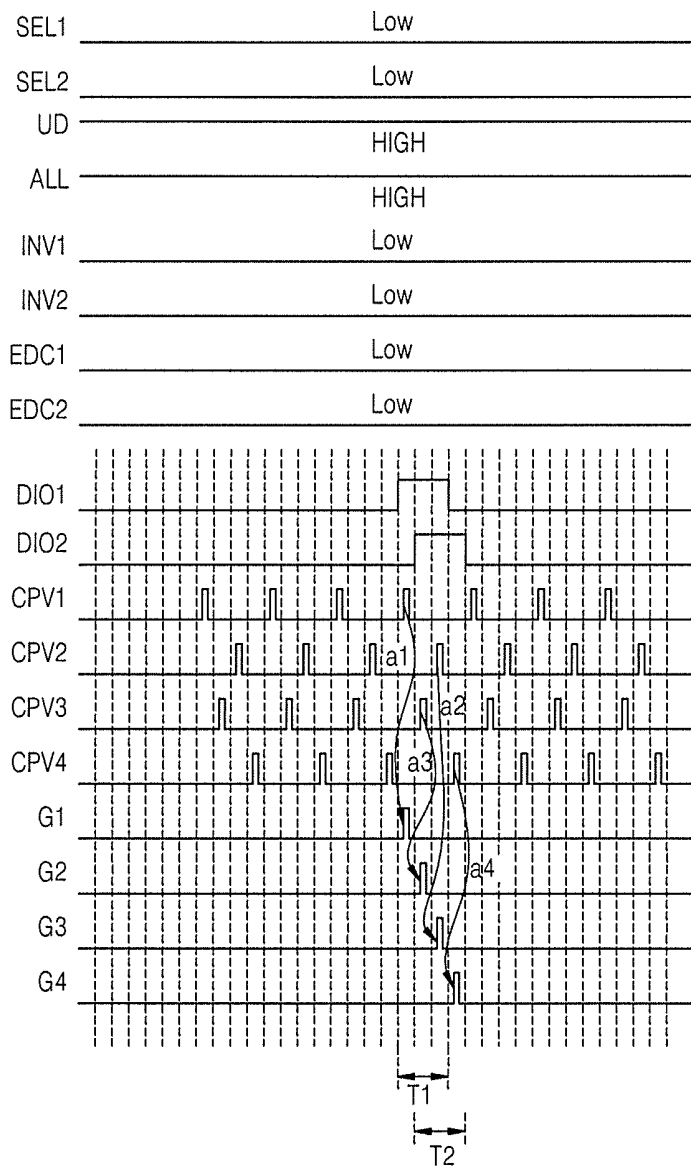 SEL1 Low
SEL2 Low
UD HIGH
ALL HIGH
INV1 Low
INV2 Low
EDC1 Low
EDC2 Low
DIO1
DIO2
CPV1
CPV2 a1
CPV3 a2
CPV4 a3
G1
G2 a4
G3
G4
T1
T2